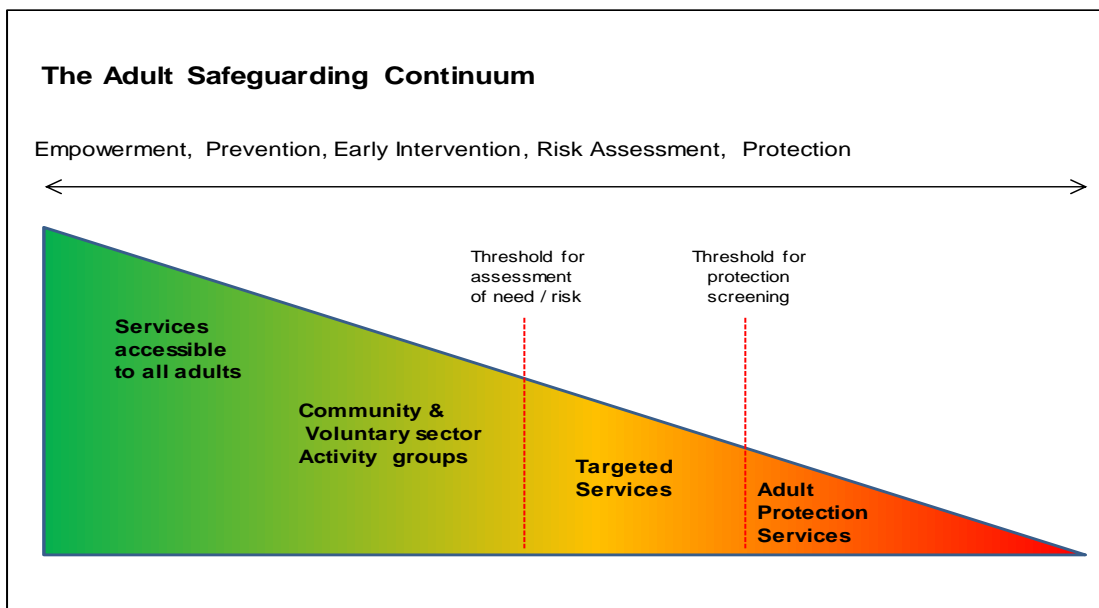 The Adult Safeguarding Continuum
Empowerment, Prevention, Early Intervention, Risk Assessment, Protection
Threshold for
assessment
of need / risk
Threshold for
protection
screening
Services
accessible
to all adults
Community &
Voluntary sector
Activity groups
Targeted
Services
Adult
Protection
Services